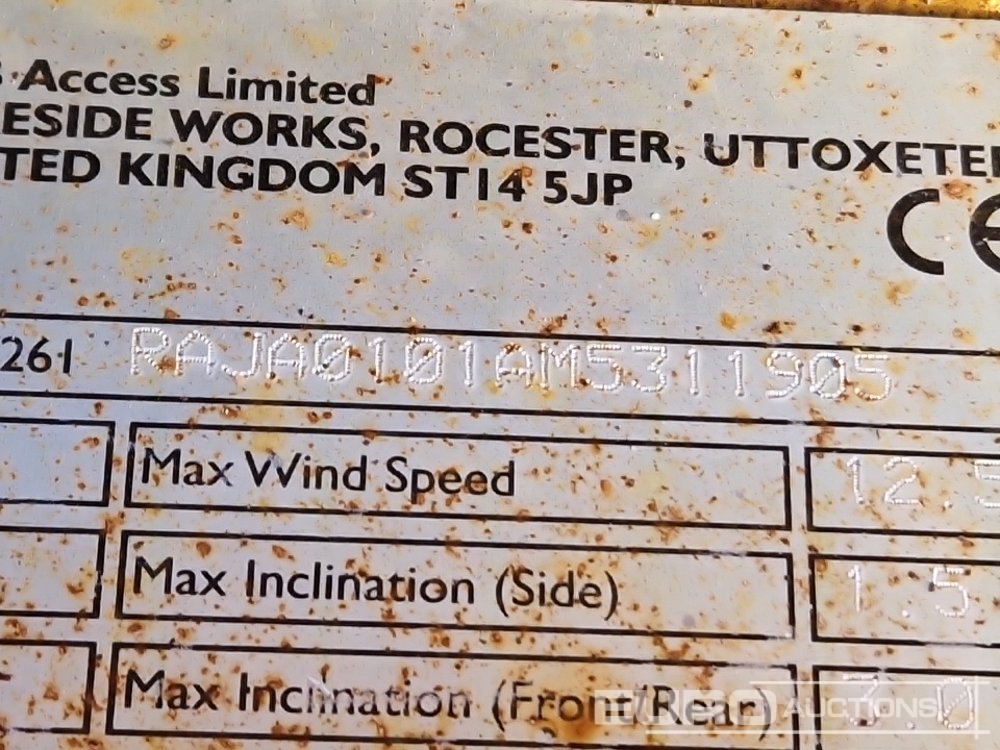 Access Limited
ESIDE WORKS, ROCESTER, UTTOXETE
TED KINGDOM ST14 5JP
CE
261 RAJA0101AM5311905
Max Wind Speed 12.5
Max Inclination (Side) 1.5
Max Inclination (Front/Rear) 3.0
AUCTIONS